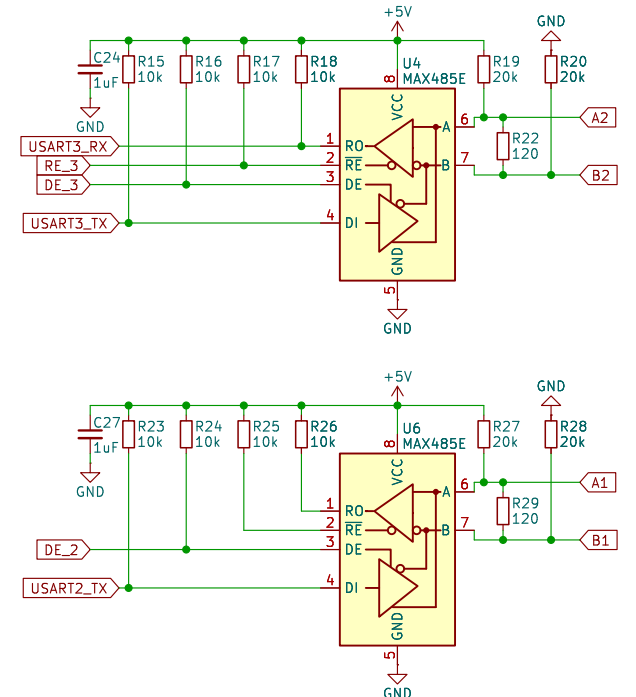 +5V
GND
C24
1uF
GND
R15
10k
R16
10k
R17
10k
R18
10k
U4
MAX485E
R19
20k
R20
20k
8
VCC
USART3_RX
1
RO
A
6
A2
RE_3
2
RE
R22
120
DE_3
3
DE
B
7
B2
USART3_TX
4
DI
GND
5
GND
+5V
GND
C27
1uF
GND
R23
10k
R24
10k
R25
10k
R26
10k
U6
MAX485E
R27
20k
R28
20k
8
VCC
1
RO
A
6
A1
2
RE
R29
120
DE_2
3
DE
B
7
B1
USART2_TX
4
DI
GND
5
GND